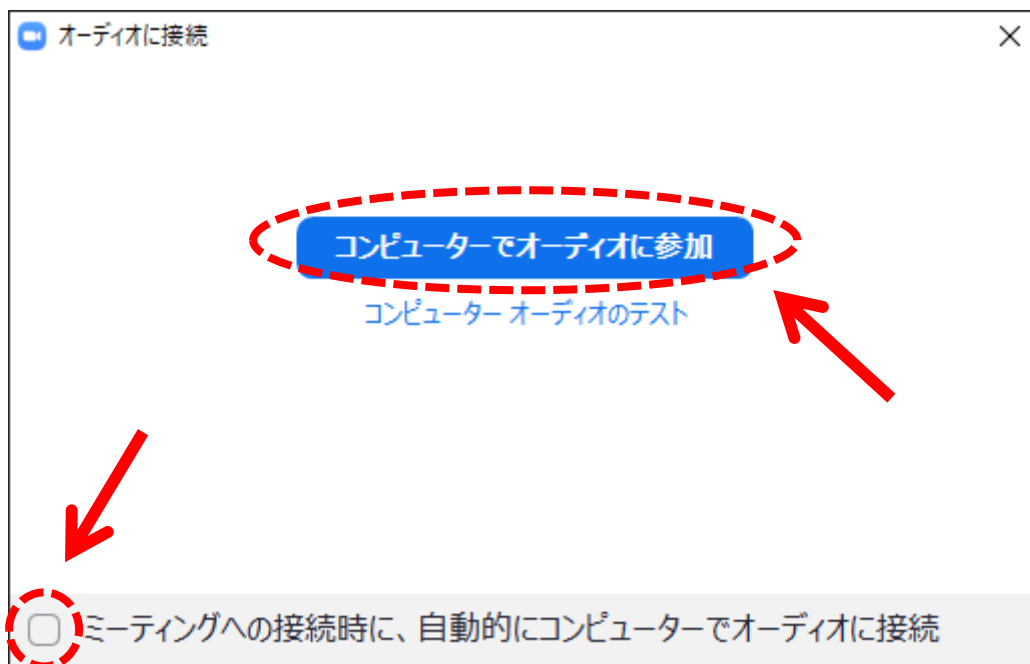 オーディオに接続
コンピューターでオーディオに参加
コンピューター オーディオのテスト
ミーティングへの接続時に、自動的にコンピューターでオーディオに接続